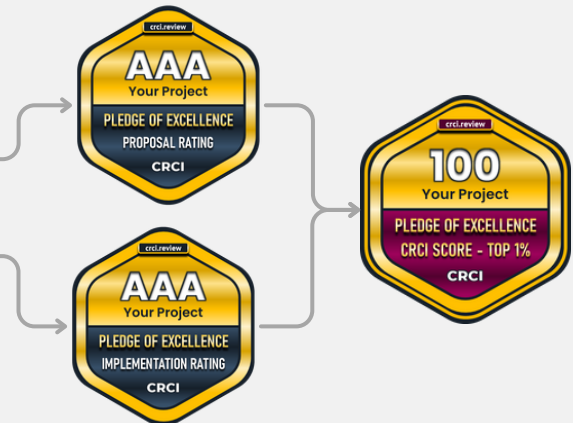 crci.review
AAA
Your Project
PLEDGE OF EXCELLENCE
PROPOSAL RATING
CRCI
crci.review
AAA
Your Project
PLEDGE OF EXCELLENCE
IMPLEMENTATION RATING
CRCI
crci.review
100
Your Project
PLEDGE OF EXCELLENCE
CRCI SCORE - TOP 1%
CRCI